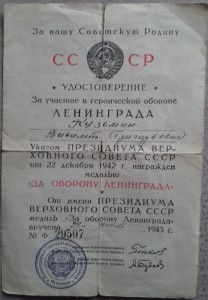 За нашу Советскую Родину
СССР
УДОСТОВЕРЕНИЕ
За участие в героической обороне
ЛЕНИНГРАДА
Кузьмин
Василий Григорьевич
Указом ПРЕЗИДИУМА ВЕР-
ХОВНОГО СОВЕТА СССР
от 22 декабря 1942 г. награжден
медалью
«ЗА ОБОРОНУ ЛЕНИНГРАДА»
От имени ПРЕЗИДИУМА
ВЕРХОВНОГО СОВЕТА СССР
медаль «За оборону Ленинграда»
вручена 1943 г.
№ Ф 29507